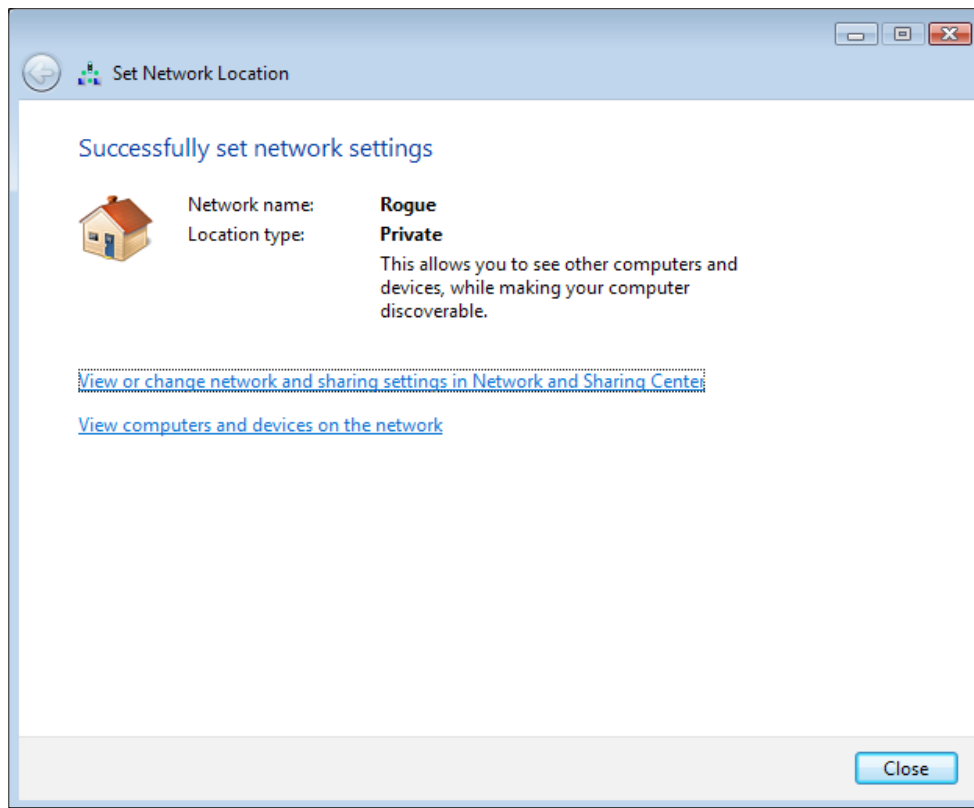 Set Network Location
Successfully set network settings
Network name: Rogue
Location type: Private
This allows you to see other computers and
devices, while making your computer
discoverable.
View or change network and sharing settings in Network and Sharing Center
View computers and devices on the network
Close